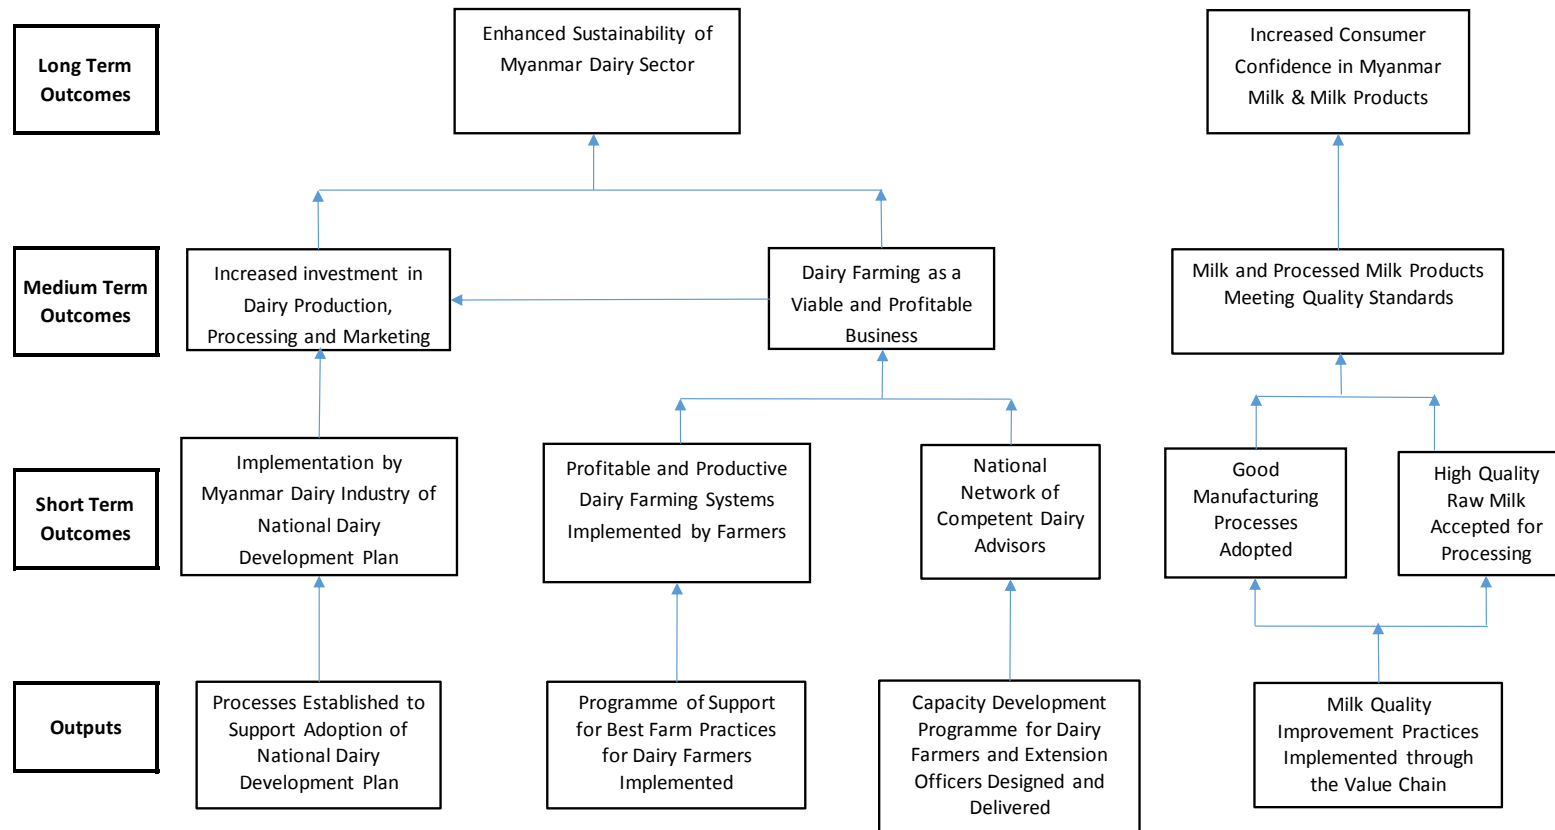 Long Term
Outcomes
Enhanced Sustainability of
Myanmar Dairy Sector
Increased Consumer
Confidence in Myanmar
Milk & Milk Products
Medium Term
Outcomes
Increased investment in
Dairy Production,
Processing and Marketing
Dairy Farming as a
Viable and Profitable
Business
Milk and Processed Milk Products
Meeting Quality Standards
Short Term
Outcomes
Implementation by
Myanmar Dairy Industry of
National Dairy
Development Plan
Profitable and Productive
Dairy Farming Systems
Implemented by Farmers
National
Network of
Competent Dairy
Advisors
Good
Manufacturing
Processes
Adopted
High Quality
Raw Milk
Accepted for
Processing
Outputs
Processes Established to
Support Adoption of
National Dairy
Development Plan
Programme of Support
for Best Farm Practices
for Dairy Farmers
Implemented
Capacity Development
Programme for Dairy
Farmers and Extension
Officers Designed and
Delivered
Milk Quality
Improvement Practices
Implemented through
the Value Chain